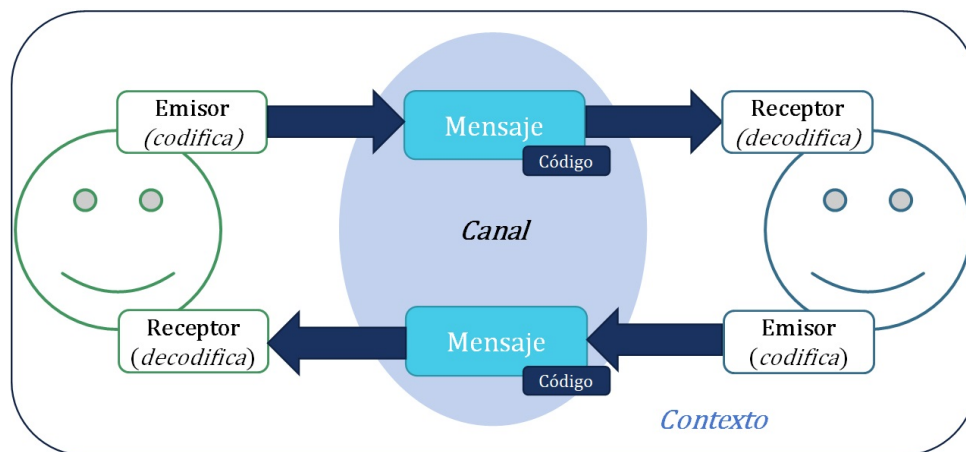 Emisor
(codifica)
Mensaje
Código
Receptor
(decodifica)
Canal
Receptor
(decodifica)
Mensaje
Código
Emisor
(codifica)
Contexto